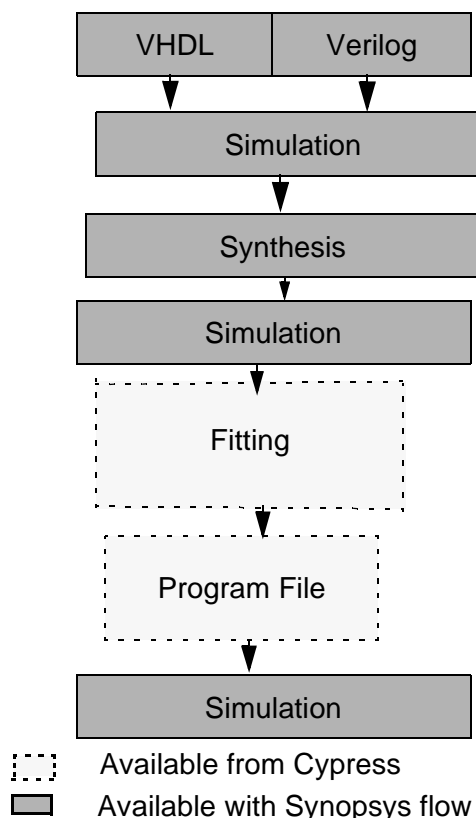 VHDL Verilog
Simulation
Synthesis
Simulation
Fitting
Program File
Simulation
Available from Cypress
Available with Synopsys flow